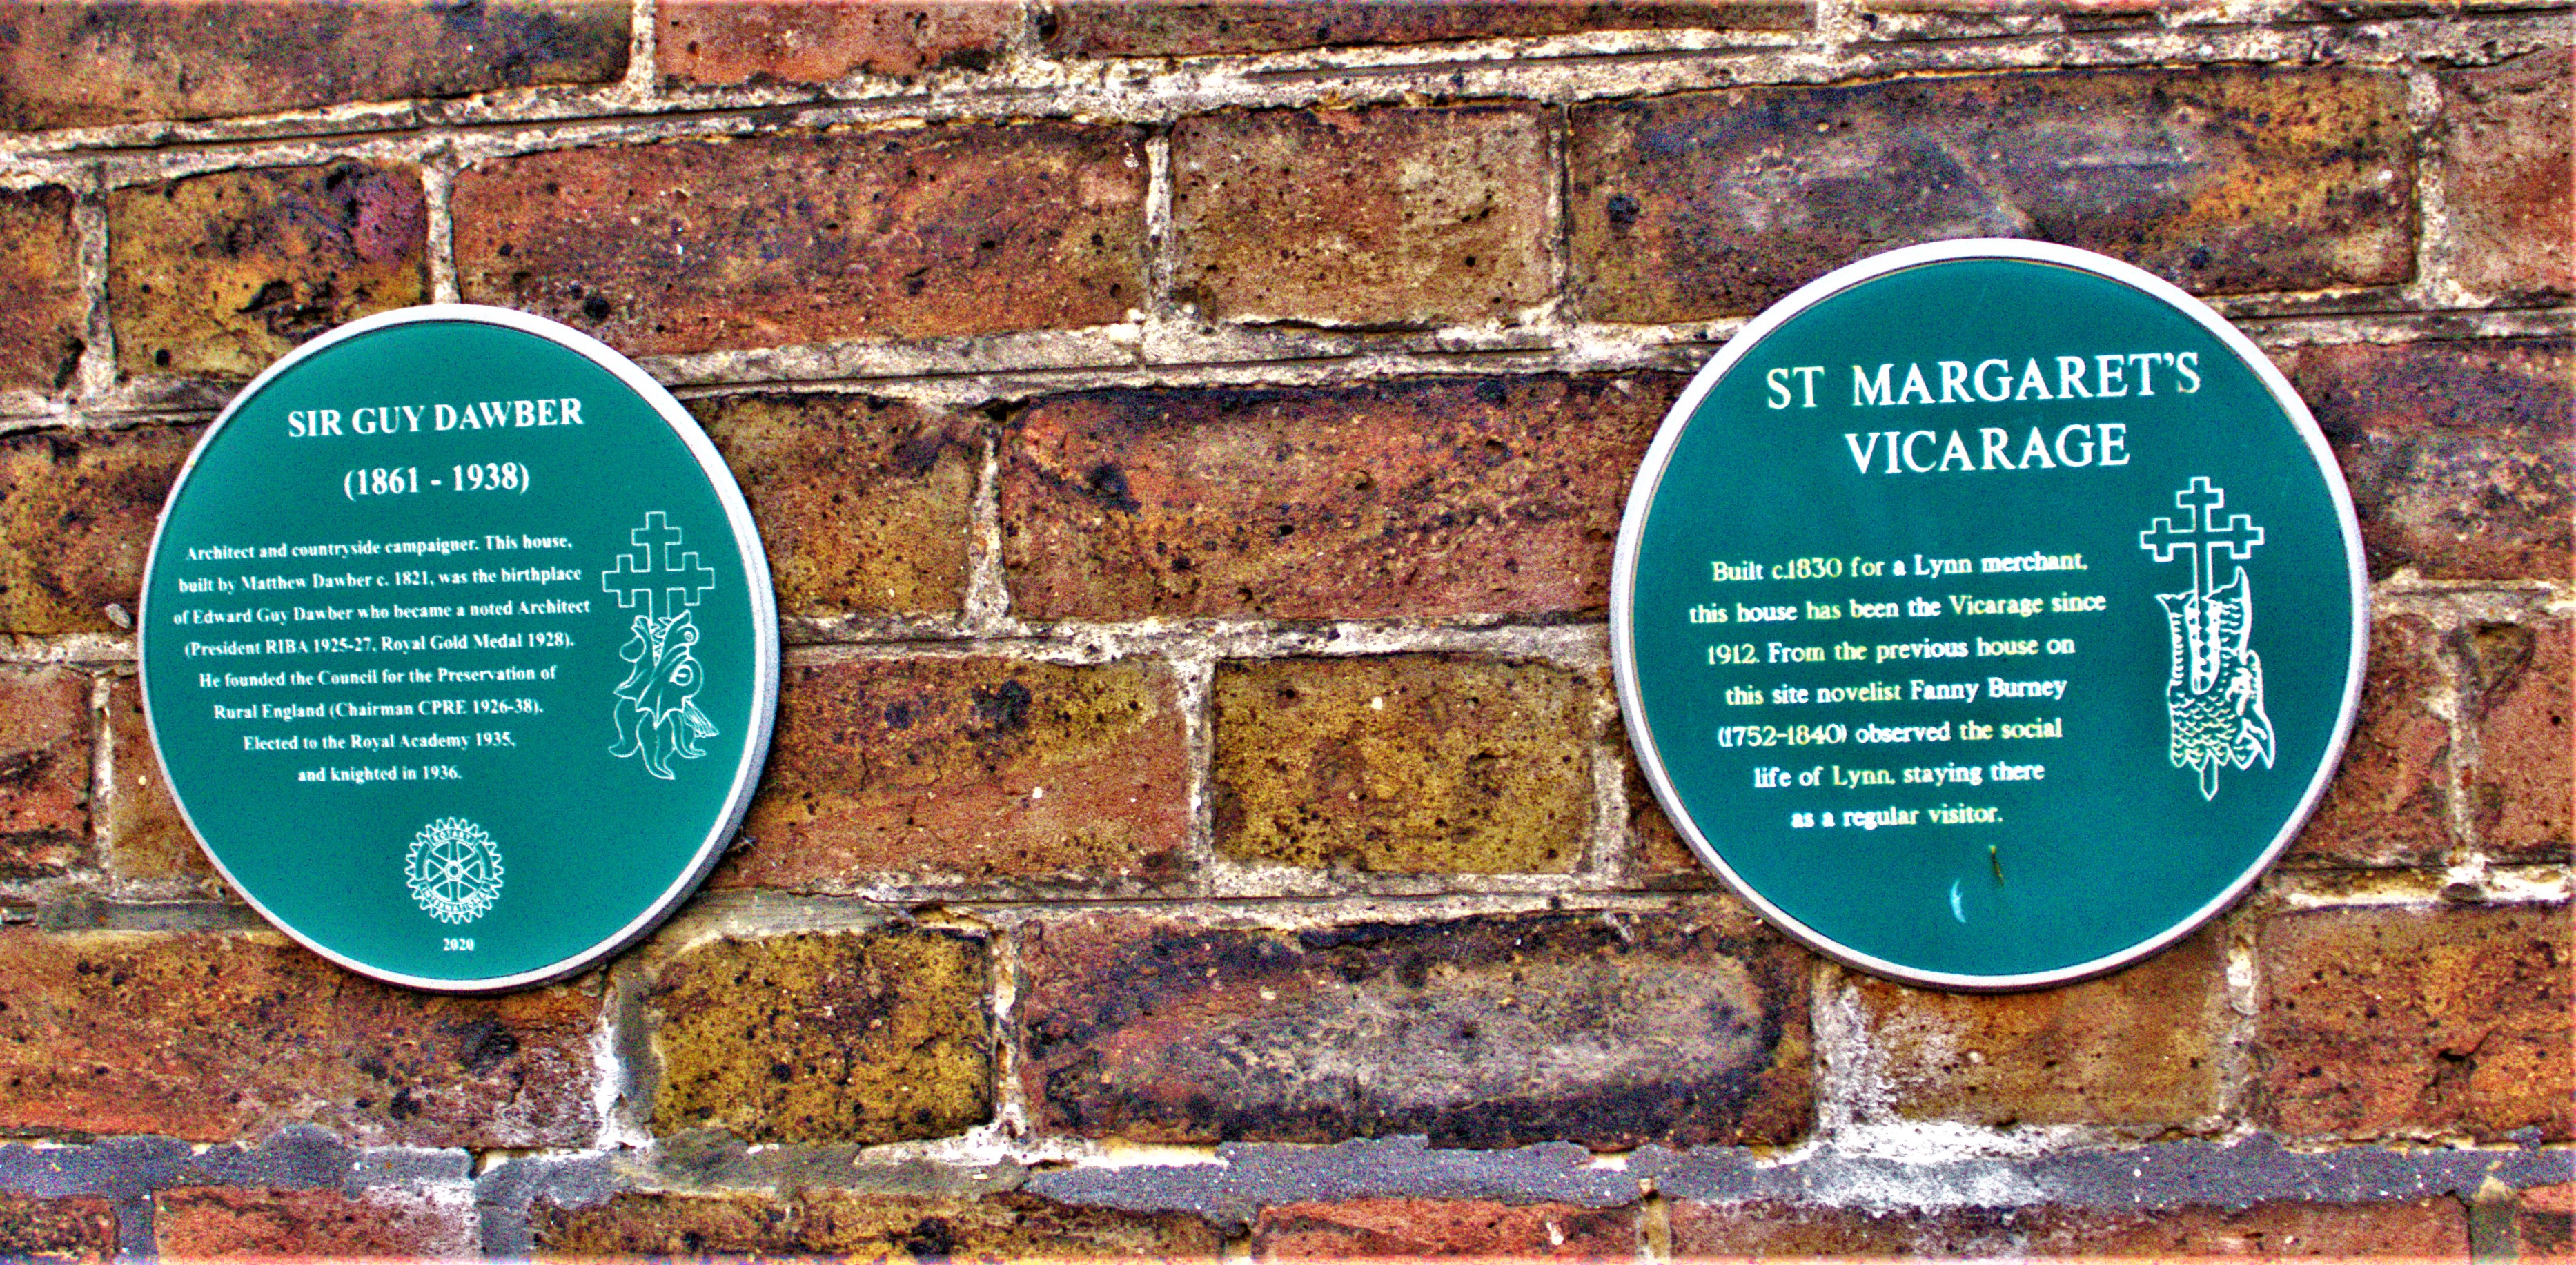 SIR GUY DAWBER
(1861 - 1938)
Architect and countryside campaigner. This house,
built by Matthew Dawber c. 1821, was the birthplace
of Edward Guy Dawber who became a noted Architect
(President RIBA 1925-27, Royal Gold Medal 1928).
He founded the Council for the Preservation of
Rural England (Chairman CPRE 1926-38).
Elected to the Royal Academy 1935,
and knighted in 1936.
ROTARY
INTERNATIONAL
2020
ST MARGARET'S
VICARAGE
Built c.1830 for a Lynn merchant,
this house has been the Vicarage since
1912. From the previous house on
this site novelist Fanny Burney
(1752-1840) observed the social
life of Lynn, staying there
as a regular visitor.